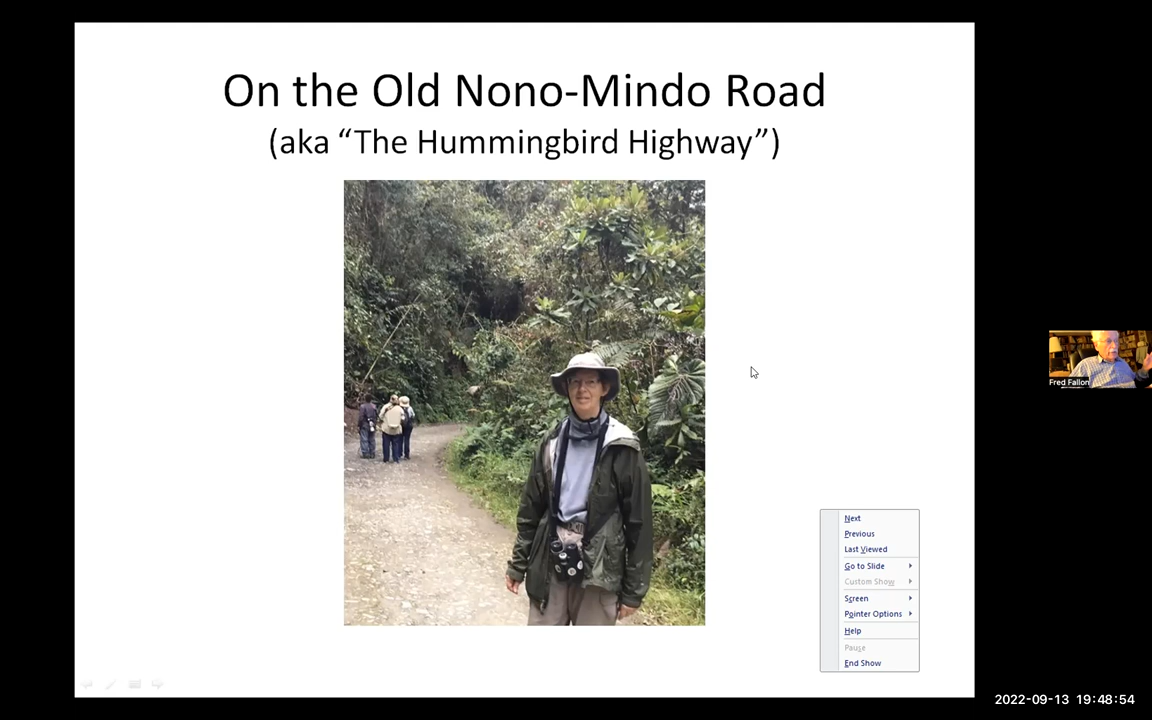 On the Old Nono-Mindo Road
(aka “The Hummingbird Highway”)
Fred Fallon
Next
Previous
Last Viewed
Go to Slide
Custom Show
Screen
Pointer Options
Help
Pause
End Show
2022-09-13 19:48:54